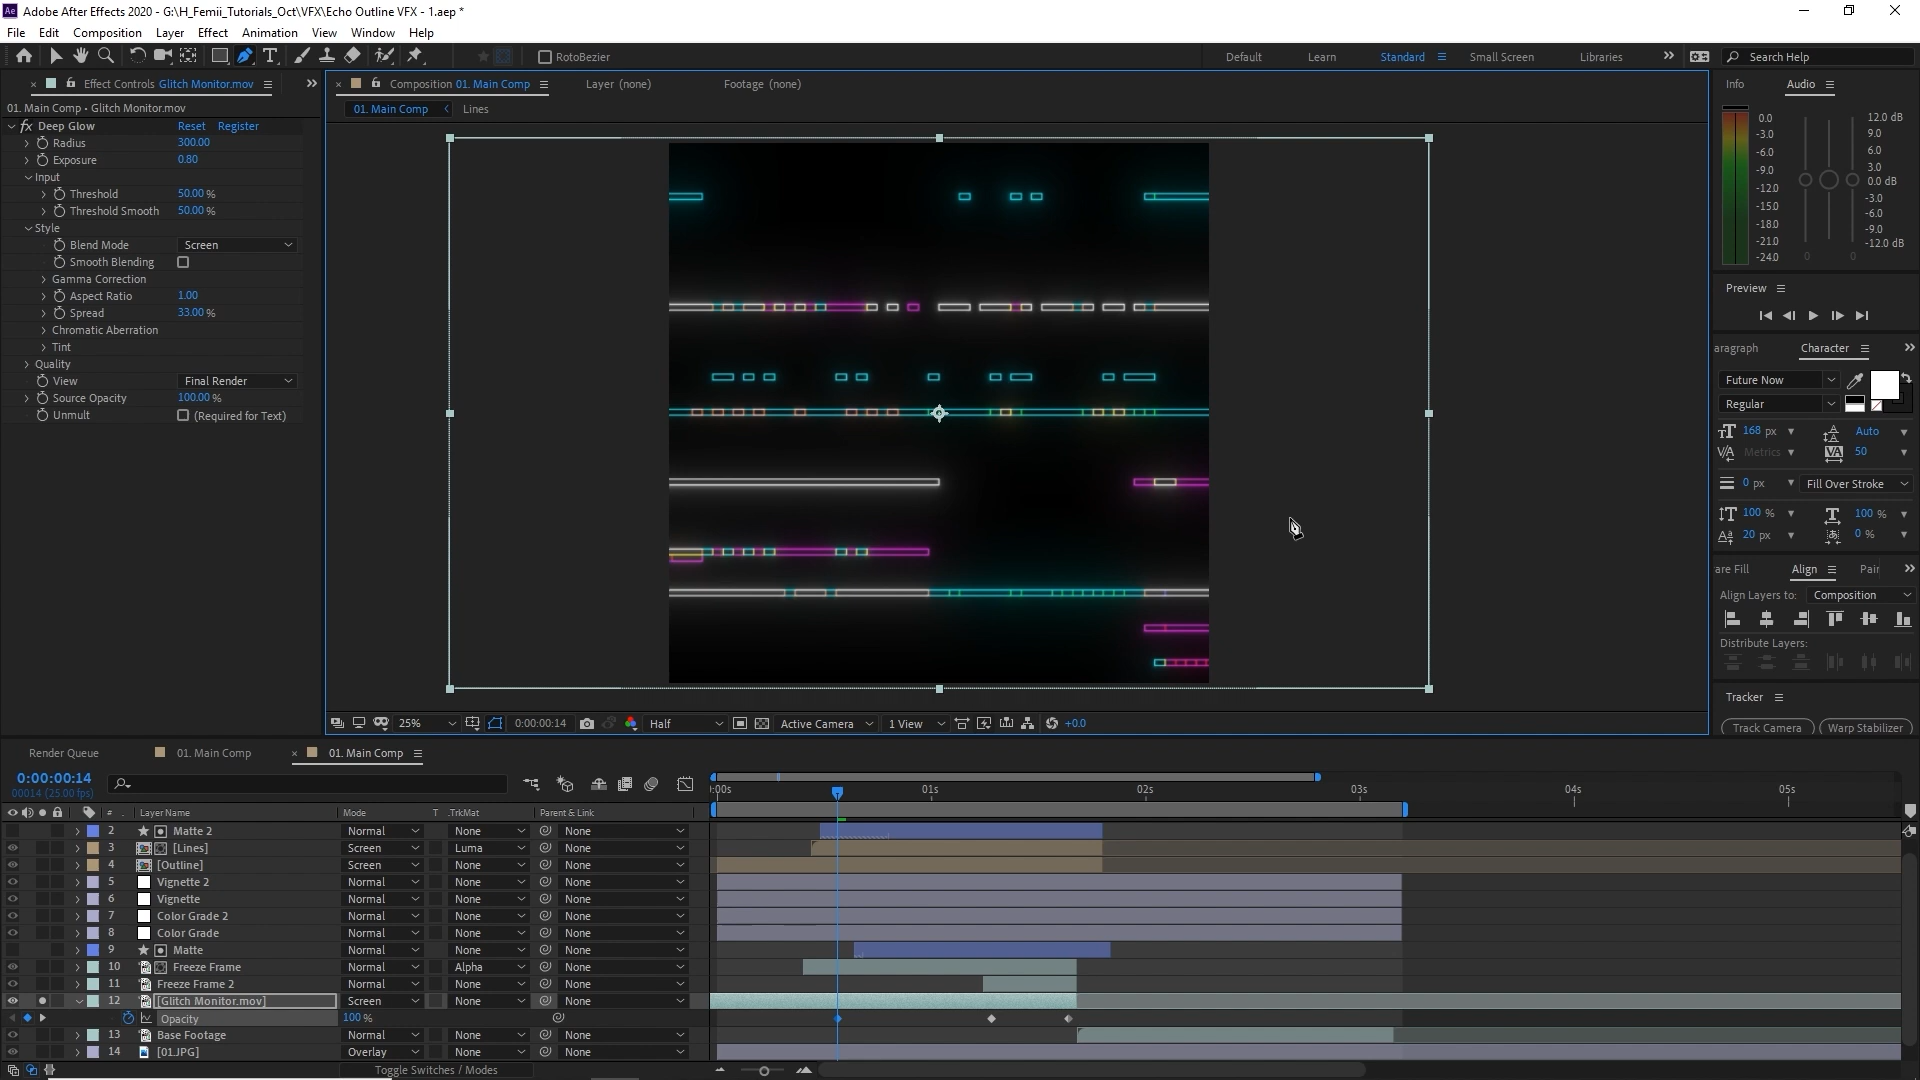 Adobe After Effects 2020 - G:\H_Femii_Tutorials_Oct\VFX\Echo Outline VFX - 1.aep *
File Edit Composition Layer Effect Animation View Window Help
RotoBezier Default Learn Standard Small Screen Libraries Search Help
Effect Controls Glitch Monitor.mov Composition 01. Main Comp Layer (none) Footage (none) Info Audio
01. Main Comp • Glitch Monitor.mov 01. Main Comp Lines
fx Deep Glow Reset Register
Radius 300.00
Exposure 0.80
Input
Threshold 50.00 %
Threshold Smooth 50.00 %
Style
Blend Mode Screen
Smooth Blending
Gamma Correction
Aspect Ratio 1.00
Spread 33.00 %
Chromatic Aberration
Tint
Quality
View Final Render
Source Opacity 100.00 %
Unmult (Required for Text)
0.0 12.0 dB
-3.0 9.0
-6.0 6.0
-9.0 3.0
-12.0 0.0 dB
-15.0 -3.0
-18.0 -6.0
-21.0 -9.0
-24.0 0 0 -12.0 dB
Preview
aragraph Character
Future Now
Regular
168 px Auto
Metrics 50
0 px Fill Over Stroke
100 % 100 %
20 px 0 %
are Fill Align Pair
Align Layers to: Composition
Distribute Layers:
Tracker
Track Camera Warp Stabilizer
25% 0:00:00:14 Half Active Camera 1 View +0.0
Render Queue 01. Main Comp 01. Main Comp
0:00:00:14
00014 (25.00 fps)
:00s 01s 02s 03s 04s 05s
# Layer Name Mode T .TrkMat Parent & Link
2 Matte 2 Normal None None
3 [Lines] Screen Luma None
4 [Outline] Screen None None
5 Vignette 2 Normal None None
6 Vignette Normal None None
7 Color Grade 2 Normal None None
8 Color Grade Normal None None
9 Matte Normal None None
10 Freeze Frame Normal Alpha None
11 Freeze Frame 2 Normal None None
12 [Glitch Monitor.mov] Screen None None
Opacity 100 %
13 Base Footage Normal None None
14 [01.JPG] Overlay None None
Toggle Switches / Modes